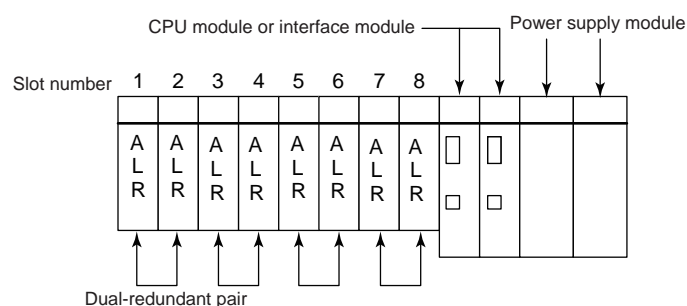 CPU module or interface module
Power supply module
Slot number 1 2 3 4 5 6 7 8
A A A A A A A A
L L L L L L L L
R R R R R R R R
Dual-redundant pair